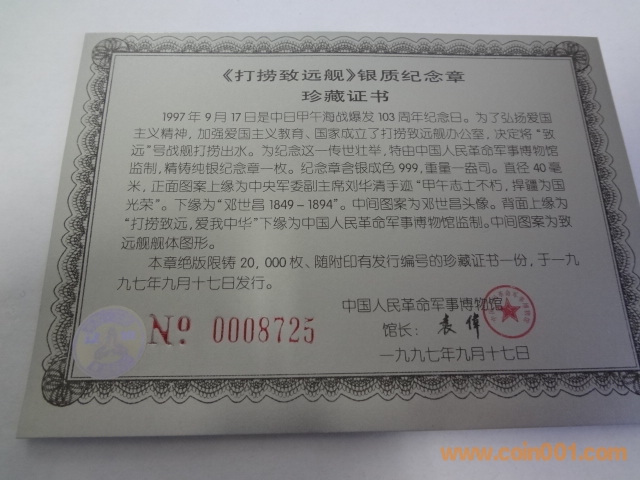 《打捞致远舰》银质纪念章
珍藏证书
1997年9月17日是中日甲午海战爆发103周年纪念日。为了弘扬爱国
主义精神，加强爱国主义教育、国家成立了打捞致远舰办公室，决定将“致
远”号战舰打捞出水。为纪念这一传世壮举，特由中国人民革命军事博物馆
监制，精铸纯银纪念章一枚。纪念章含银成色999，重量一盎司。直径40毫
米，正面图案上缘为中央军委副主席刘华清手迹“甲午志士不朽，捍疆为国
光荣”。下缘为“邓世昌1849-1894”。中间图案为邓世昌头像。背面上缘为
“打捞致远，爱我中华”下缘为中国人民革命军事博物馆监制。中间图案为致
远舰舰体图形。
本章绝版限铸20,000枚、随附印有发行编号的珍藏证书一份，于一九
九七年九月十七日发行。
中国人民革命军事博物馆
馆长：袁伟
№ 0008725
一九九七年九月十七日
www.coin001.com